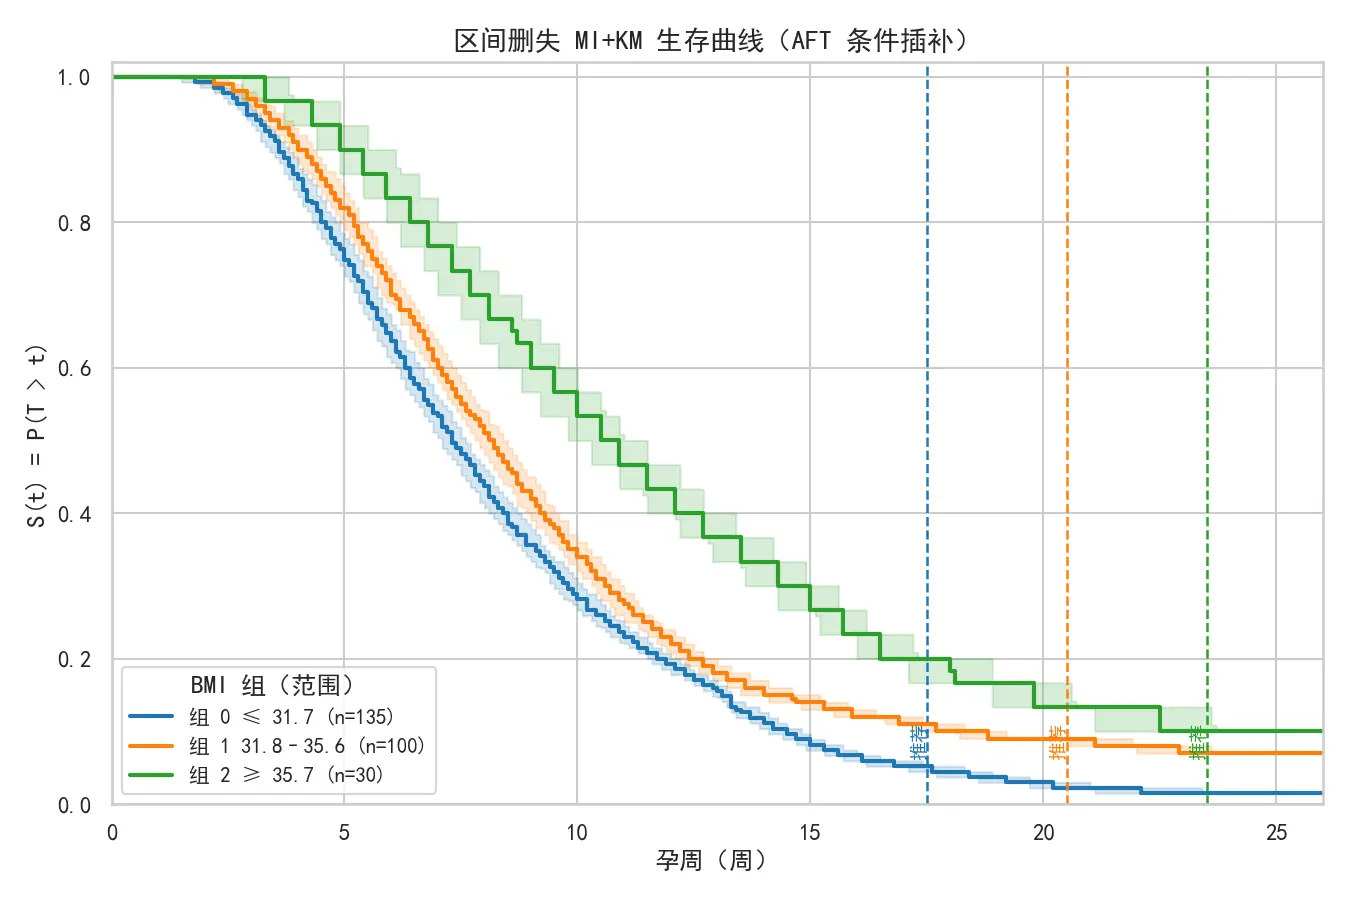 区间删失 MI+KM 生存曲线（AFT 条件插补）
S(t) = P(T > t)
1.0
0.8
0.6
0.4
0.2
0.0
推荐
推荐
推荐
BMI 组（范围）
组 0 ≤ 31.7 (n=135)
组 1 31.8-35.6 (n=100)
组 2 ≥ 35.7 (n=30)
0 5 10 15 20 25
孕周（周）